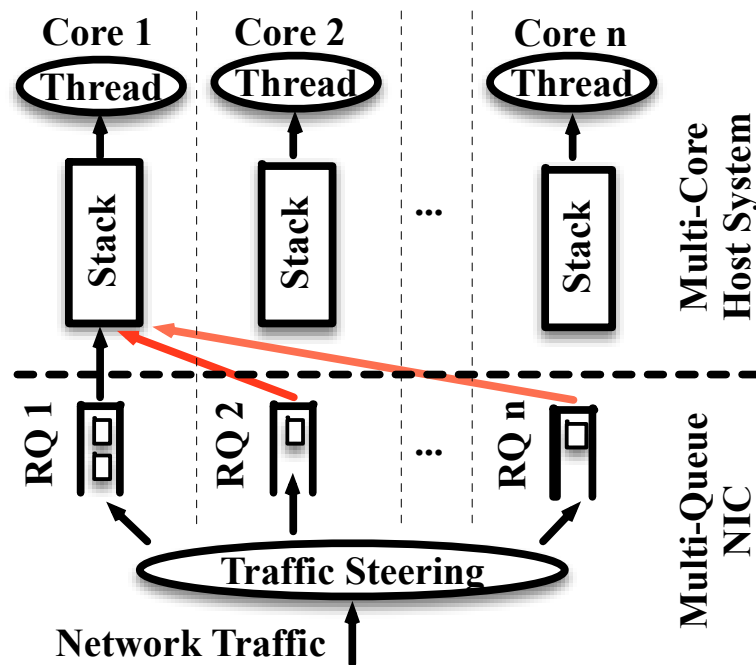 Core 1
Core 2
Core n
Thread
Thread
Thread
Stack
Stack
...
Stack
Multi-Core
Host System
RQ 1
RQ 2
...
RQ n
Multi-Queue
NIC
Traffic Steering
Network Traffic